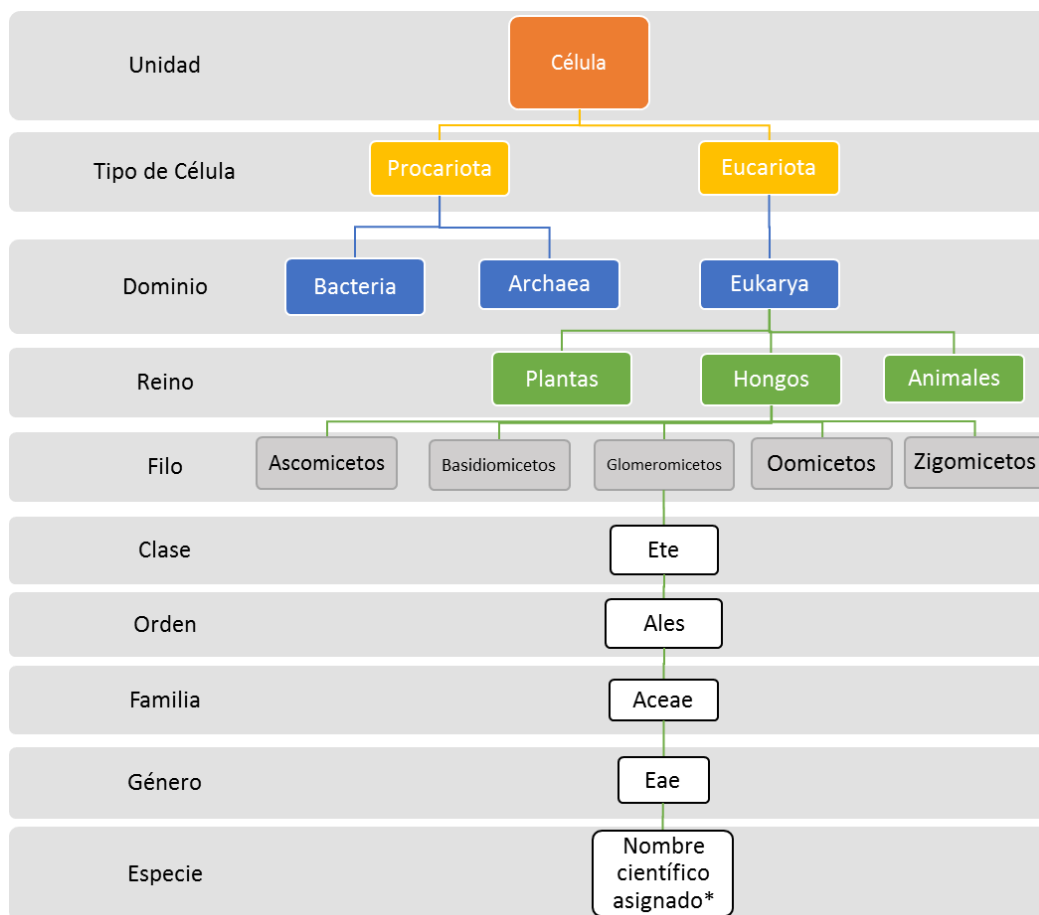 Unidad
Célula
Tipo de Célula
Procariota
Eucariota
Dominio
Bacteria
Archaea
Eukarya
Reino
Plantas
Hongos
Animales
Filo
Ascomicetos
Basidiomicetos
Glomeromicetos
Oomicetos
Zigomicetos
Clase
Ete
Orden
Ales
Familia
Aceae
Género
Eae
Especie
Nombre
científico
asignado*